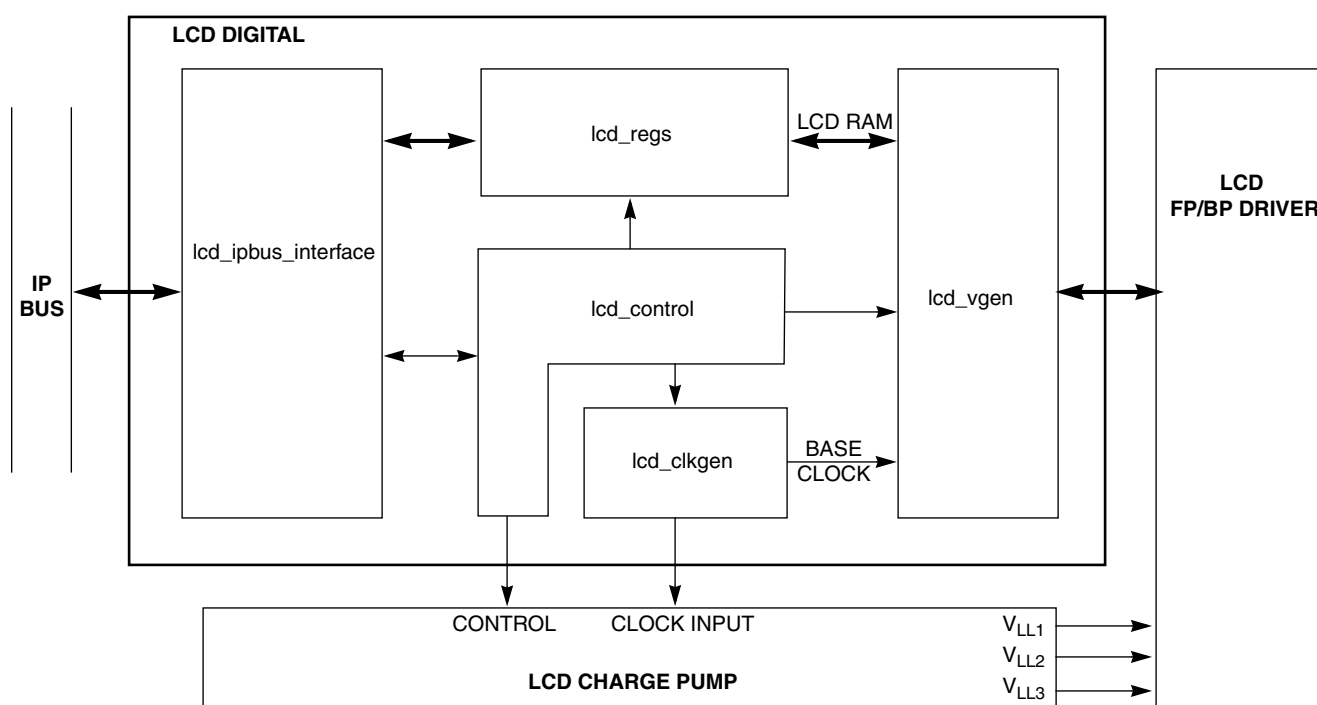 LCD DIGITAL
lcd_regs
LCD RAM
LCD
FP/BP DRIVER
lcd_ipbus_interface
IP
BUS
lcd_control
lcd_vgen
lcd_clkgen
BASE
CLOCK
CONTROL
CLOCK INPUT
VLL1
VLL2
VLL3
LCD CHARGE PUMP